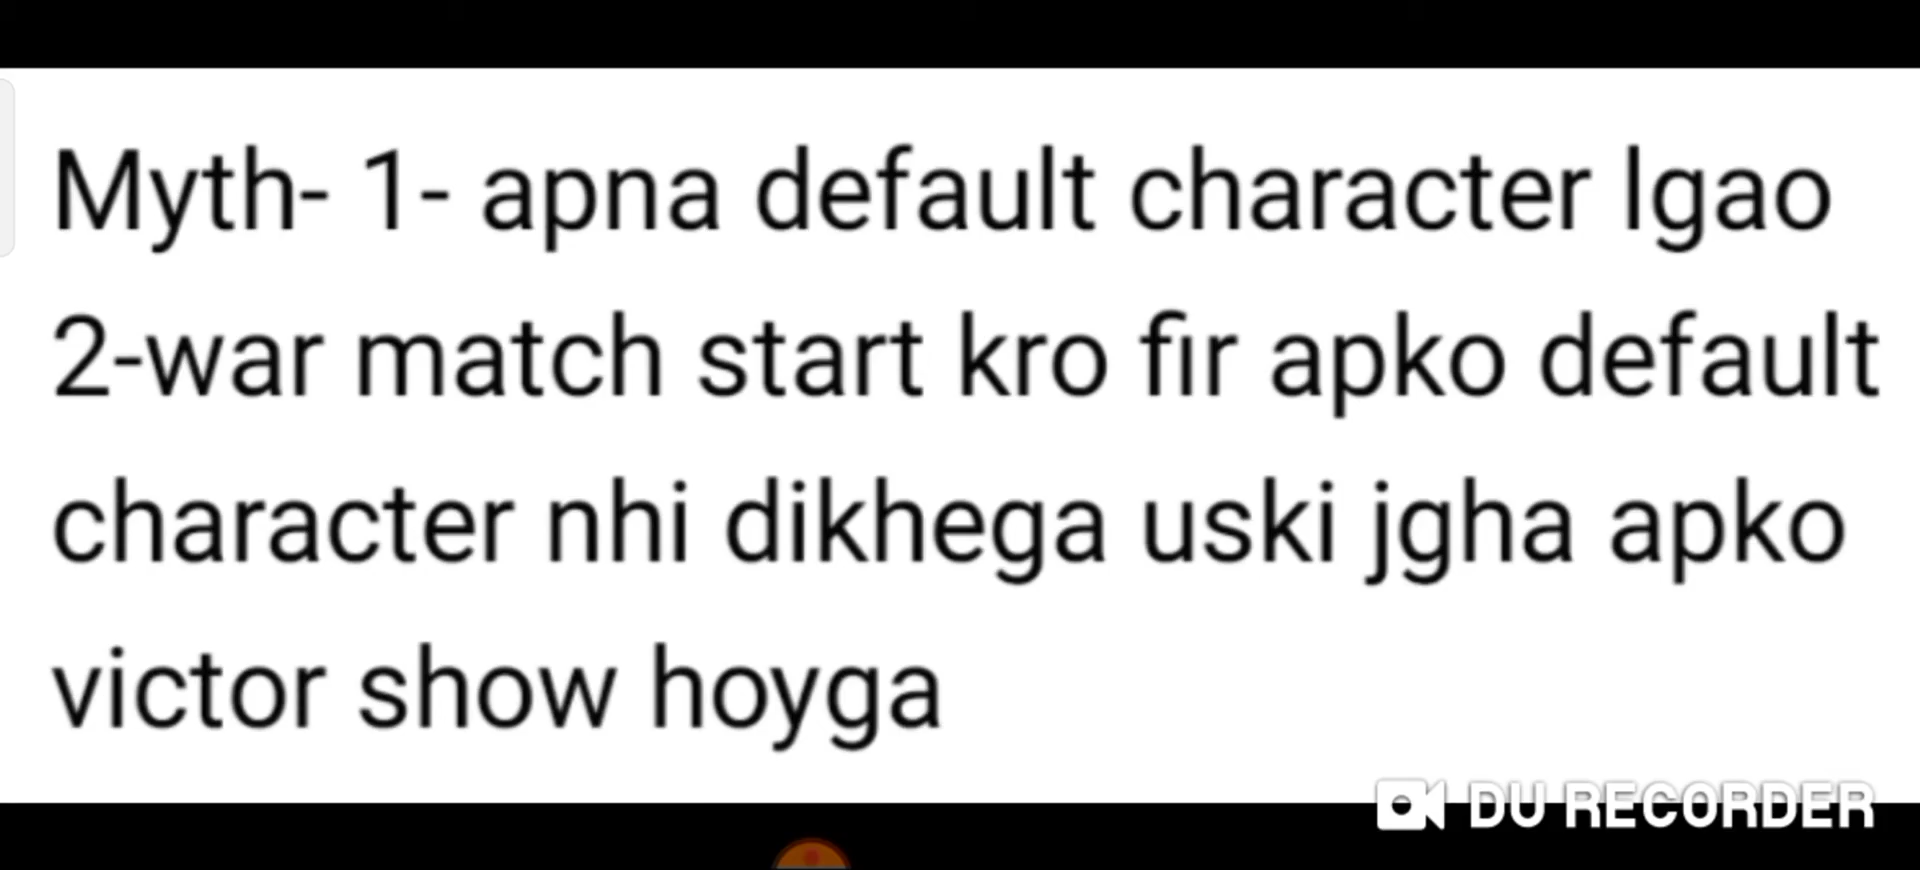 Myth- 1- apna default character lgao
2-war match start kro fir apko default
character nhi dikhega uski jgha apko
victor show hoyga
DU RECORDER